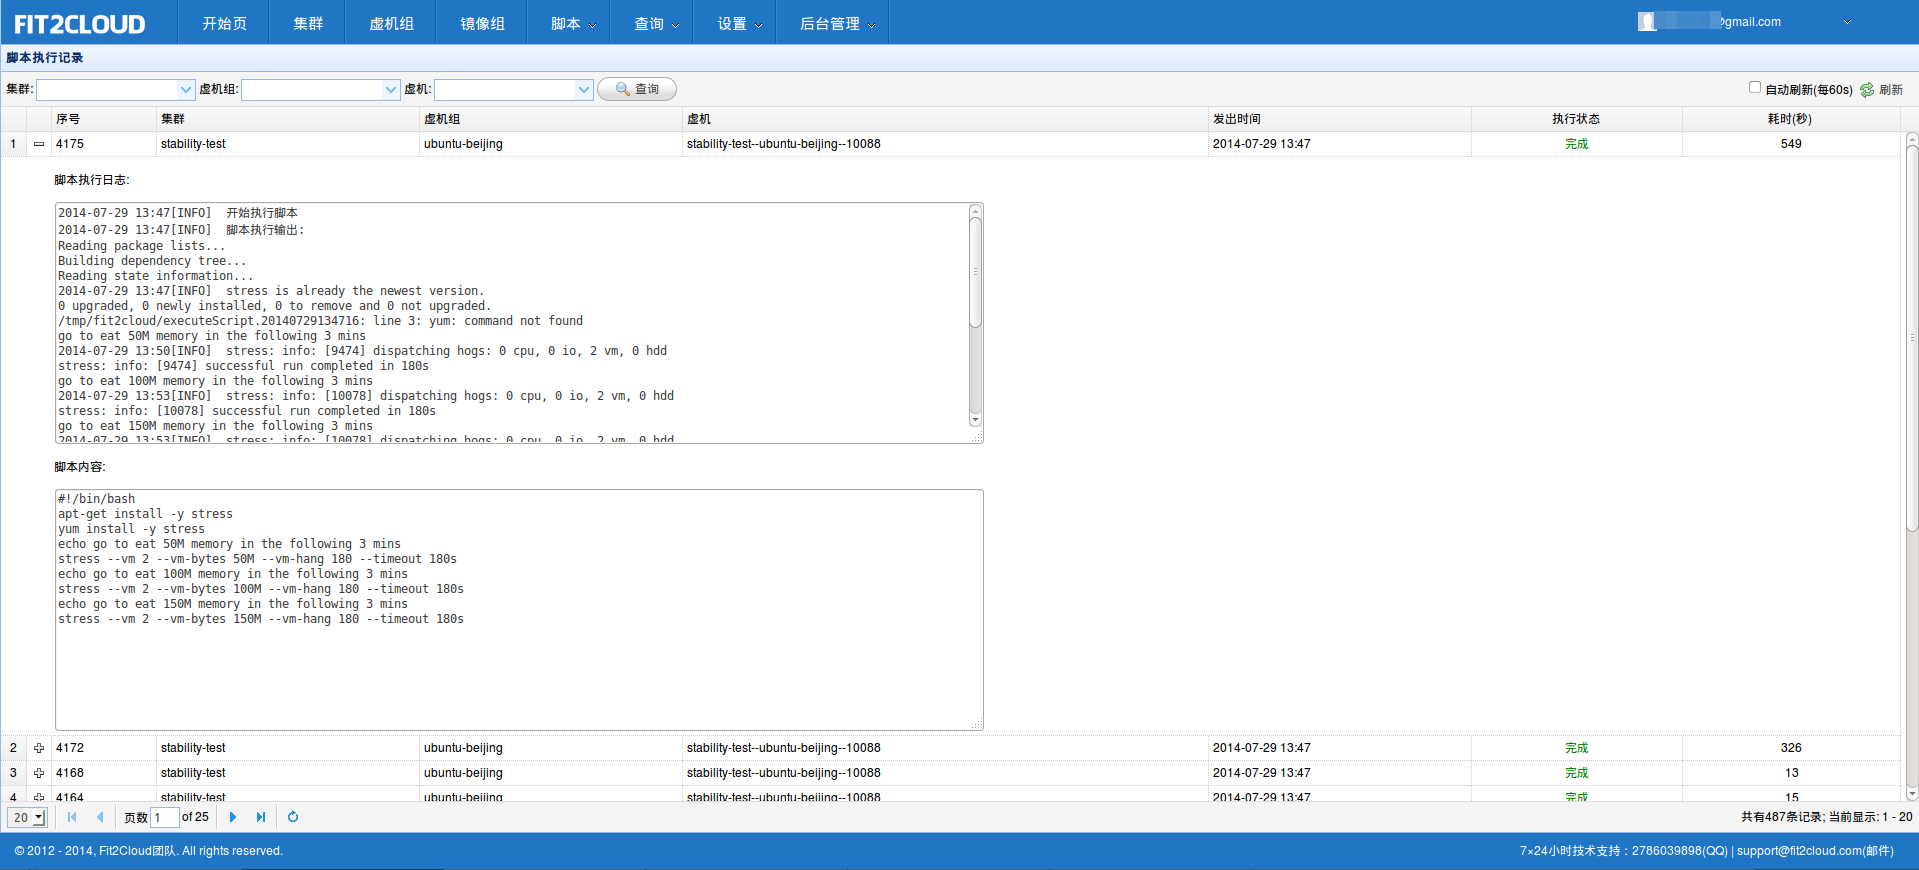 FIT2CLOUD 开始页 集群 虚机组 镜像组 脚本 查询 设置 后台管理 @gmail.com
脚本执行记录
集群: 虚机组: 虚机: 查询 自动刷新(每60s) 刷新
序号 集群 虚机组 虚机 发出时间 执行状态 耗时(秒)
1 4175 stability-test ubuntu-beijing stability-test--ubuntu-beijing--10088 2014-07-29 13:47 完成 549
脚本执行日志:
2014-07-29 13:47[INFO]  开始执行脚本
2014-07-29 13:47[INFO]  脚本执行输出:
Reading package lists...
Building dependency tree...
Reading state information...
2014-07-29 13:47[INFO]  stress is already the newest version.
0 upgraded, 0 newly installed, 0 to remove and 0 not upgraded.
/tmp/fit2cloud/executeScript.20140729134716: line 3: yum: command not found
go to eat 50M memory in the following 3 mins
2014-07-29 13:50[INFO]  stress: info: [9474] dispatching hogs: 0 cpu, 0 io, 2 vm, 0 hdd
stress: info: [9474] successful run completed in 180s
go to eat 100M memory in the following 3 mins
2014-07-29 13:53[INFO]  stress: info: [10078] dispatching hogs: 0 cpu, 0 io, 2 vm, 0 hdd
stress: info: [10078] successful run completed in 180s
go to eat 150M memory in the following 3 mins
2014-07-29 13:53[INFO]  stress: info: [10078] dispatching hogs: 0 cpu, 0 io, 2 vm, 0 hdd
脚本内容:
#!/bin/bash
apt-get install -y stress
yum install -y stress
echo go to eat 50M memory in the following 3 mins
stress --vm 2 --vm-bytes 50M --vm-hang 180 --timeout 180s
echo go to eat 100M memory in the following 3 mins
stress --vm 2 --vm-bytes 100M --vm-hang 180 --timeout 180s
echo go to eat 150M memory in the following 3 mins
stress --vm 2 --vm-bytes 150M --vm-hang 180 --timeout 180s
2 4172 stability-test ubuntu-beijing stability-test--ubuntu-beijing--10088 2014-07-29 13:47 完成 326
3 4168 stability-test ubuntu-beijing stability-test--ubuntu-beijing--10088 2014-07-29 13:47 完成 13
4 4164 stability-test ubuntu-beijing stability-test--ubuntu-beijing--10088 2014-07-29 13:47 完成 15
20 页数 1 of 25 共有487条记录; 当前显示: 1 - 20
© 2012 - 2014, Fit2Cloud团队. All rights reserved. 7×24小时技术支持：2786039898(QQ) | support@fit2cloud.com(邮件)